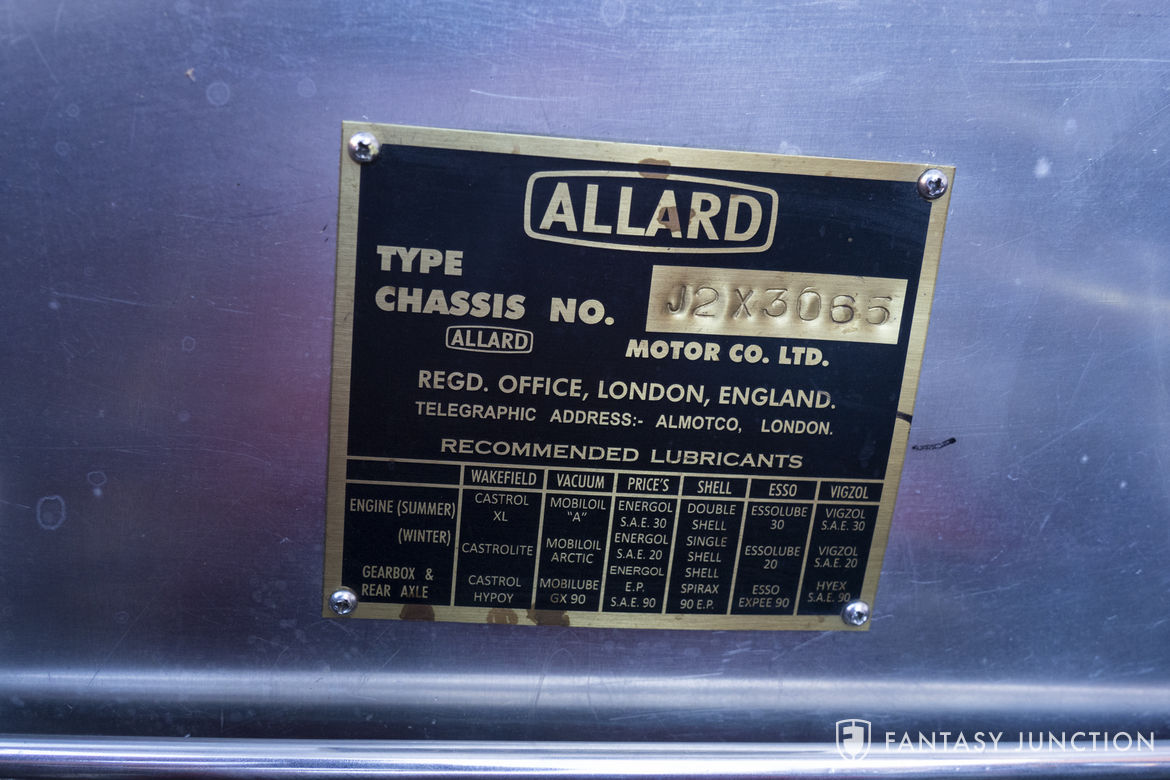 ALLARD
TYPE
CHASSIS NO. J2X3065
ALLARD MOTOR CO. LTD.
REGD. OFFICE, LONDON, ENGLAND.
TELEGRAPHIC ADDRESS:- ALMOTCO, LONDON.
RECOMMENDED LUBRICANTS
WAKEFIELD VACUUM PRICE'S SHELL ESSO VIGZOL
ENGINE (SUMMER) CASTROL XL MOBILOIL "A" ENERGOL S.A.E. 30 DOUBLE SHELL ESSOLUBE 30 VIGZOL S.A.E. 30
(WINTER) CASTROLITE MOBILOIL ARCTIC ENERGOL S.A.E. 20 SINGLE SHELL ESSOLUBE 20 VIGZOL S.A.E. 20
GEARBOX & REAR AXLE CASTROL HYPOY MOBILUBE GX 90 ENERGOL E.P. S.A.E. 90 SHELL SPIRAX 90 E.P. ESSO EXPEE 90 HYEX S.A.E. 90
FANTASY JUNCTION